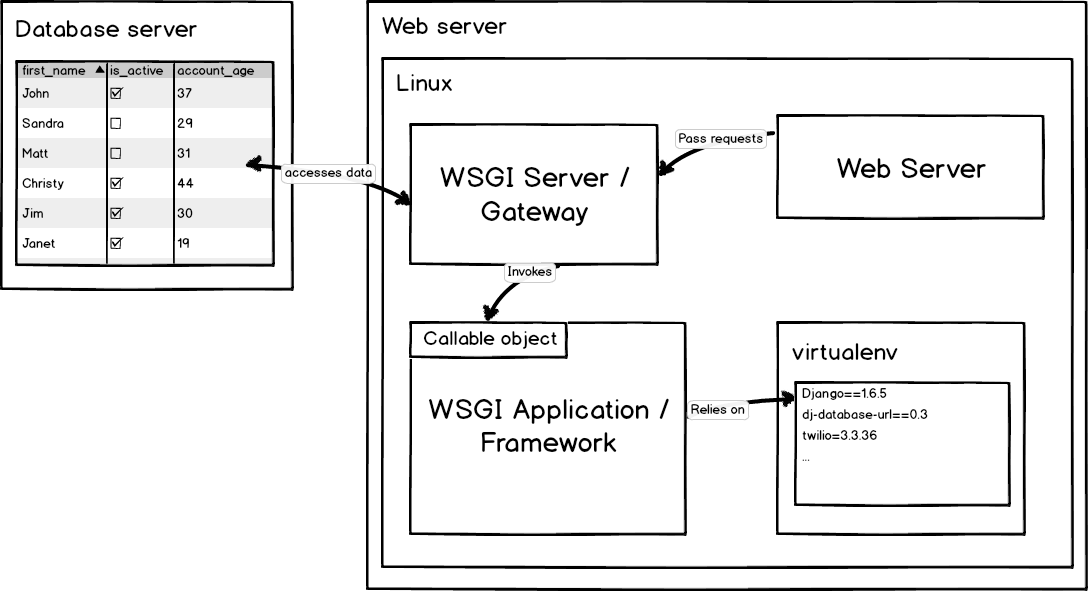 Database server
first_name ▲ is_active account_age
John 37
Sandra 29
Matt 31
Christy 44
Jim 30
Janet 19
accesses data
Web server
Linux
WSGI Server /
Gateway
Pass requests
Web Server
Invokes
Callable object
WSGI Application /
Framework
Relies on
virtualenv
Django==1.6.5
dj-database-url==0.3
twilio=3.3.36
...